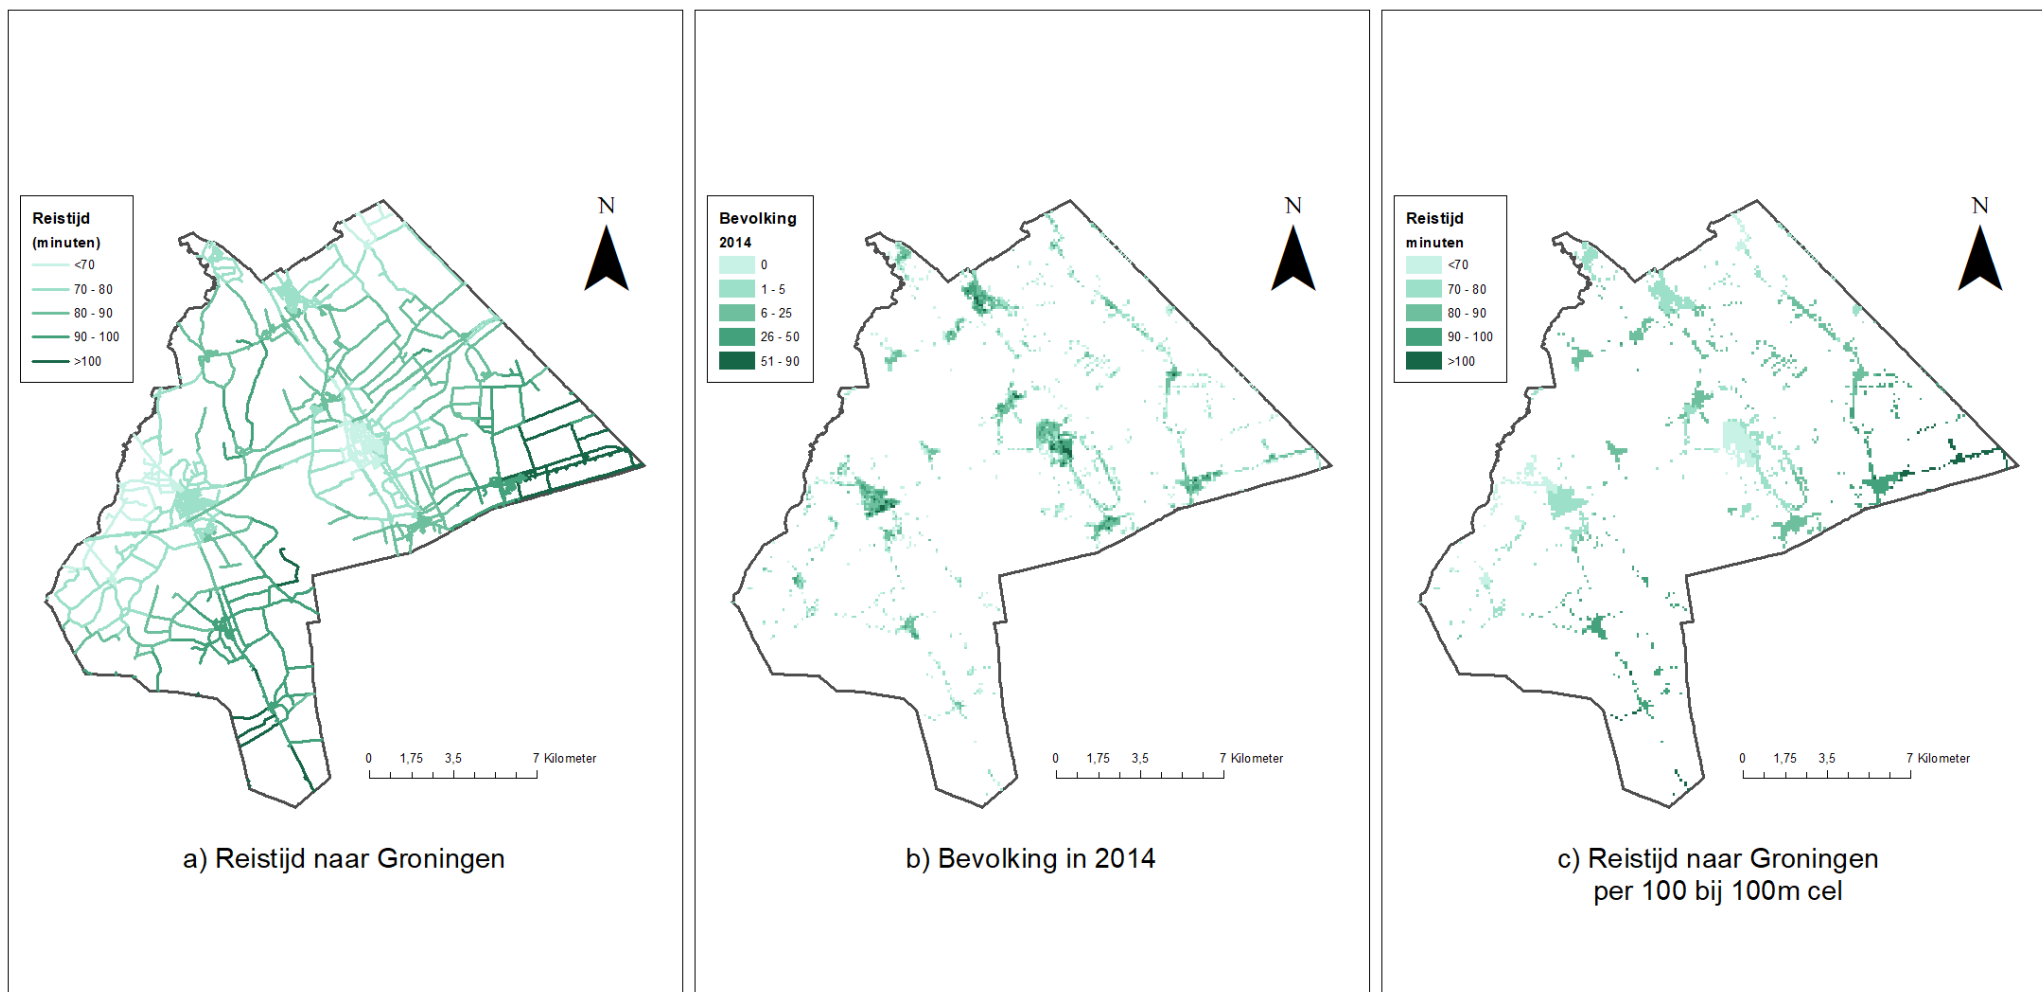 Reistijd
(minuten)
<70
70 - 80
80 - 90
90 - 100
>100
N
0 1,75 3,5 7 Kilometer
a) Reistijd naar Groningen
Bevolking
2014
0
1 - 5
6 - 25
26 - 50
51 - 90
N
0 1,75 3,5 7 Kilometer
b) Bevolking in 2014
Reistijd
minuten
<70
70 - 80
80 - 90
90 - 100
>100
N
0 1,75 3,5 7 Kilometer
c) Reistijd naar Groningen
per 100 bij 100m cel